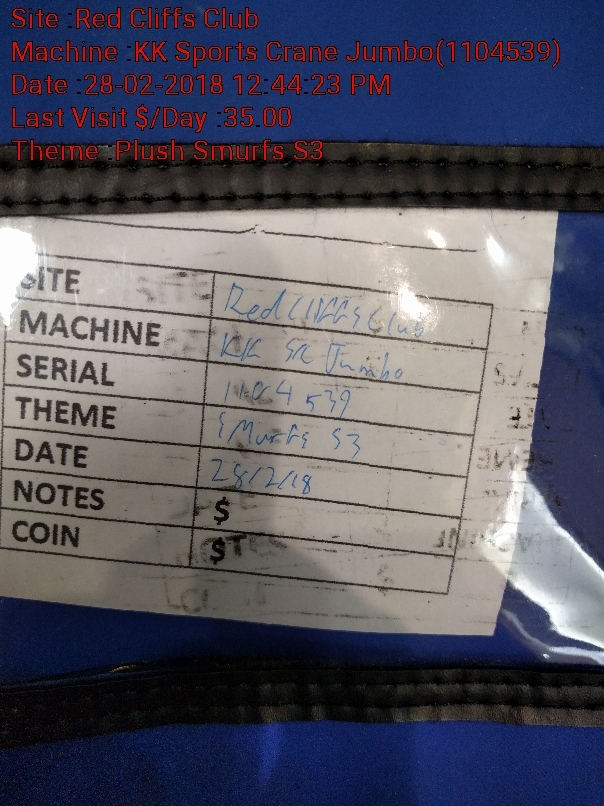 Site :Red Cliffs Club
Machine :KK Sports Crane Jumbo(1104539)
Date :28-02-2018 12:44:23 PM
Last Visit $/Day :35.00
Theme :Plush Smurfs S3
SITE Red Cliffs Club
MACHINE KK SC Jumbo
SERIAL 1104539
THEME SMurfs S3
DATE 28/2/18
NOTES $
COIN $